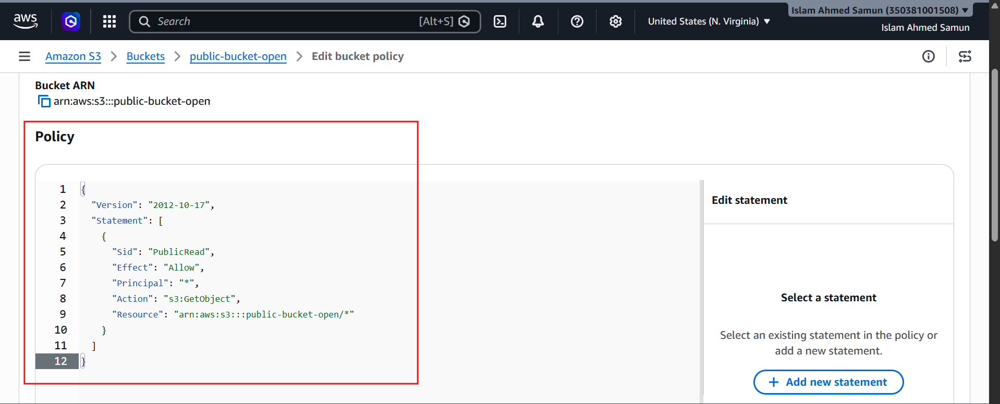 aws
Search
[Alt+S]
United States (N. Virginia)
Islam Ahmed Samun (350381001508)
Islam Ahmed Samun
Amazon S3
Buckets
public-bucket-open
Edit bucket policy
Bucket ARN
arn:aws:s3:::public-bucket-open
Policy
1 {
2 "Version": "2012-10-17",
3 "Statement": [
4 {
5 "Sid": "PublicRead",
6 "Effect": "Allow",
7 "Principal": "*",
8 "Action": "s3:GetObject",
9 "Resource": "arn:aws:s3:::public-bucket-open/*"
10 }
11 ]
12 }
Edit statement
Select a statement
Select an existing statement in the policy or
add a new statement.
+ Add new statement